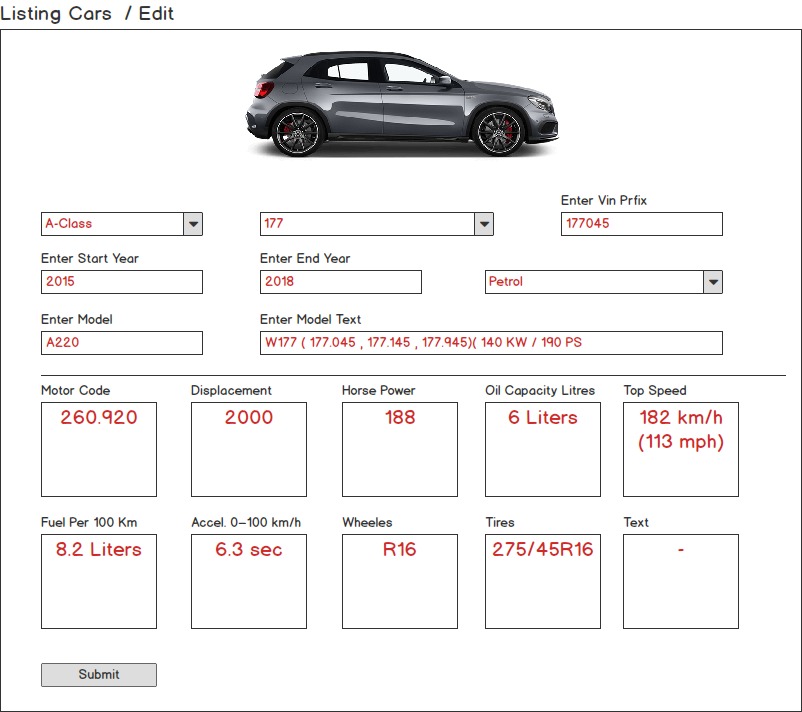 Listing Cars / Edit
Enter Vin Prfix
A-Class 177 177045
Enter Start Year Enter End Year
2015 2018 Petrol
Enter Model Enter Model Text
A220 W177 ( 177.045 , 177.145 , 177.945)( 140 KW / 190 PS
Motor Code Displacement Horse Power Oil Capacity Litres Top Speed
260.920 2000 188 6 Liters 182 km/h
(113 mph)
Fuel Per 100 Km Accel. 0-100 km/h Wheeles Tires Text
8.2 Liters 6.3 sec R16 275/45R16 -
Submit